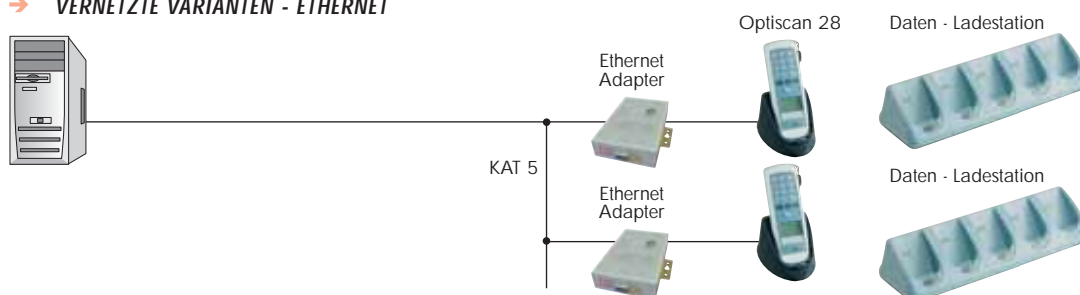 → VERNETZTE VARIANTEN - ETHERNET
Optiscan 28
Daten - Ladestation
Ethernet
Adapter
KAT 5
Daten - Ladestation
Ethernet
Adapter